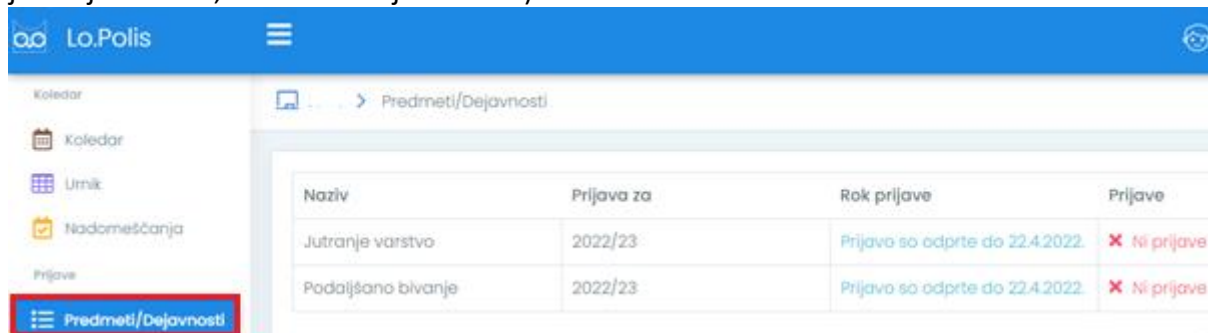 Lo.Polis
Koledar
Predmeti/Dejavnosti
Koledar
Urnik
Nadomeščanja
Prijave
Predmeti/Dejavnosti
Naziv Prijava za Rok prijave Prijave
Jutranje varstvo 2022/23 Prijavo so odprte do 22.4.2022. Ni prijave
Podaljšano bivanje 2022/23 Prijavo so odprte do 22.4.2022. Ni prijave